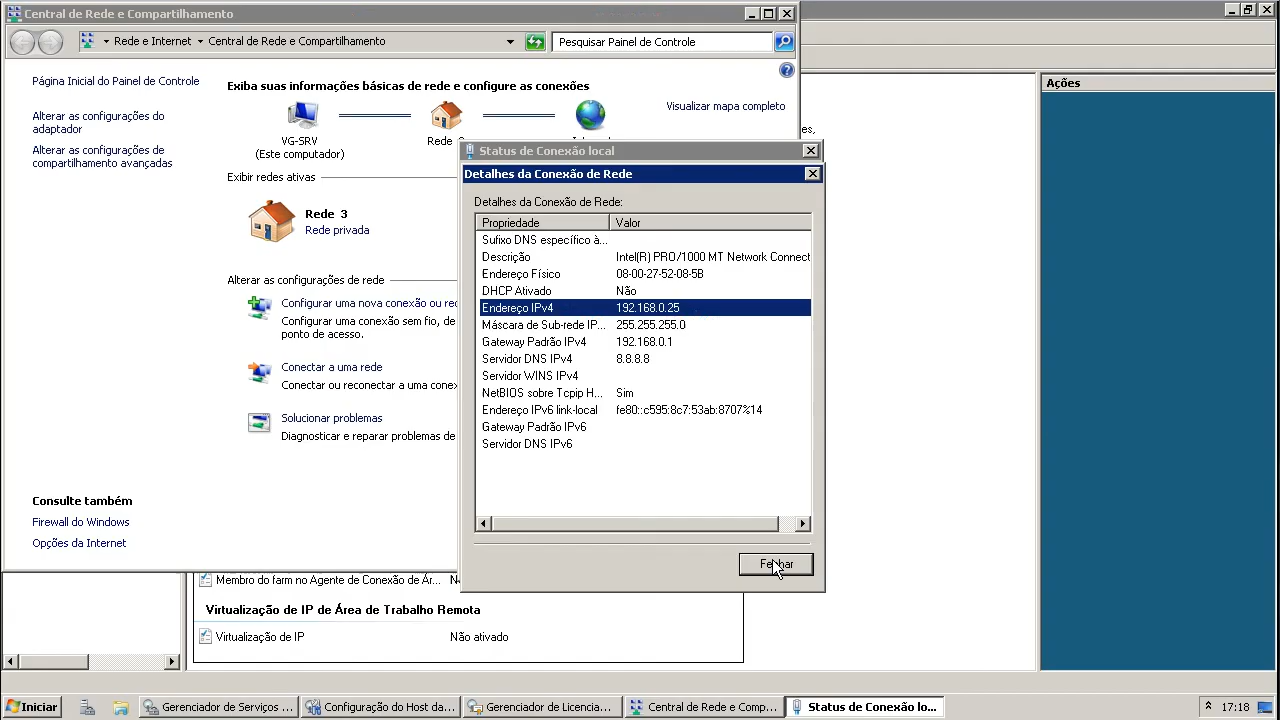 Central de Rede e Compartilhamento
Rede e Internet
Central de Rede e Compartilhamento
Pesquisar Painel de Controle
Página Inicial do Painel de Controle
Alterar as configurações do
adaptador
Alterar as configurações de
compartilhamento avançadas
Exiba suas informações básicas de rede e configure as conexões
Visualizar mapa completo
VG-SRV
(Este computador)
Rede
Exibir redes ativas
Rede 3
Rede privada
Alterar as configurações de rede
Configurar uma nova conexão ou rec
Configurar uma conexão sem fio, de
ponto de acesso.
Conectar a uma rede
Conectar ou reconectar a uma conex
Solucionar problemas
Diagnosticar e reparar problemas de
Consulte também
Firewall do Windows
Opções da Internet
Status de Conexão local
Detalhes da Conexão de Rede
Detalhes da Conexão de Rede:
Propriedade Valor
Sufixo DNS específico à...
Descrição Intel(R) PRO/1000 MT Network Connect
Endereço Físico 08-00-27-52-08-5B
DHCP Ativado Não
Endereço IPv4 192.168.0.25
Máscara de Sub-rede IP... 255.255.255.0
Gateway Padrão IPv4 192.168.0.1
Servidor DNS IPv4 8.8.8.8
Servidor WINS IPv4
NetBIOS sobre Tcpip H... Sim
Endereço IPv6 link-local fe80::c595:8c7:53ab:8707%14
Gateway Padrão IPv6
Servidor DNS IPv6
Fechar
es,
Ações
Membro do farm no Agente de Conexão de Ár... N
Virtualização de IP de Área de Trabalho Remota
Virtualização de IP Não ativado
Iniciar
Gerenciador de Serviços ...
Configuração do Host da...
Gerenciador de Licencia...
Central de Rede e Comp...
Status de Conexão lo...
17:18